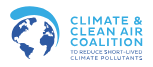 CLIMATE &
CLEAN AIR
COALITION
TO REDUCE SHORT-LIVED
CLIMATE POLLUTANTS